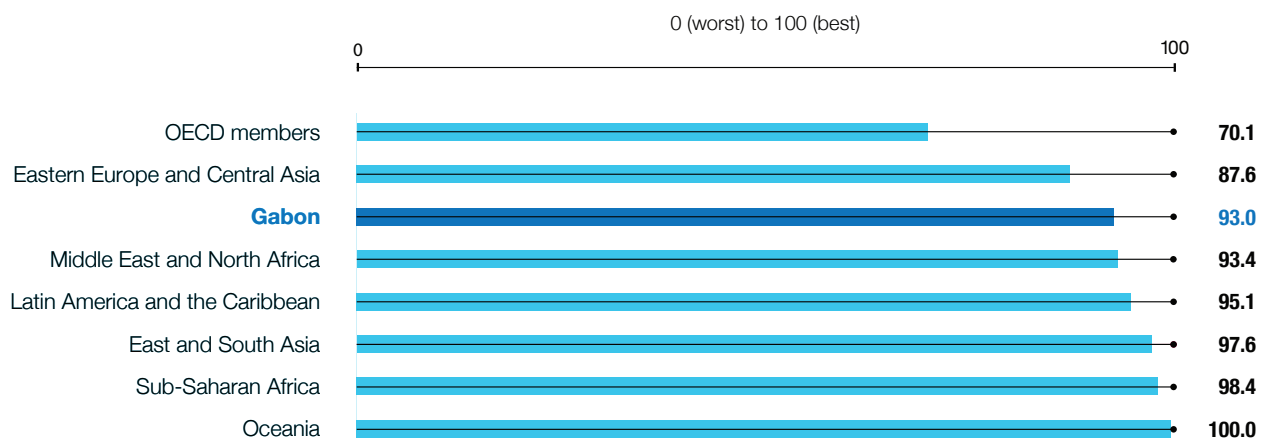 0 (worst) to 100 (best)
0 100
OECD members 70.1
Eastern Europe and Central Asia 87.6
Gabon 93.0
Middle East and North Africa 93.4
Latin America and the Caribbean 95.1
East and South Asia 97.6
Sub-Saharan Africa 98.4
Oceania 100.0